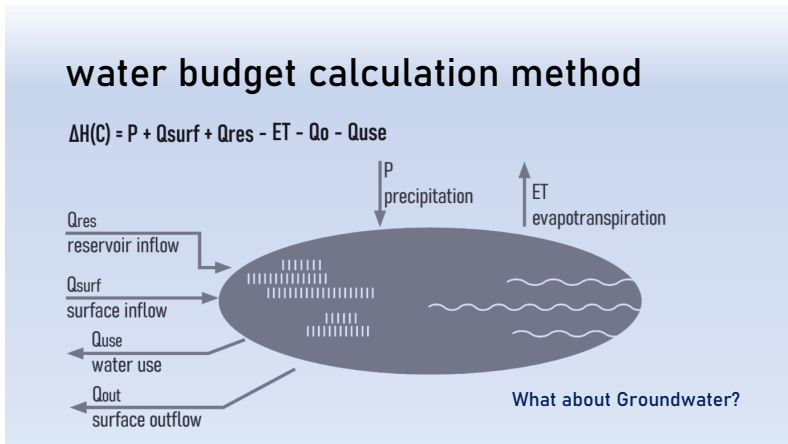 water budget calculation method
ΔH(C) = P + Qsurf + Qres - ET - Qo - Quse
P
precipitation
ET
evapotranspiration
Qres
reservoir inflow
Qsurf
surface inflow
Quse
water use
Qout
surface outflow
What about Groundwater?